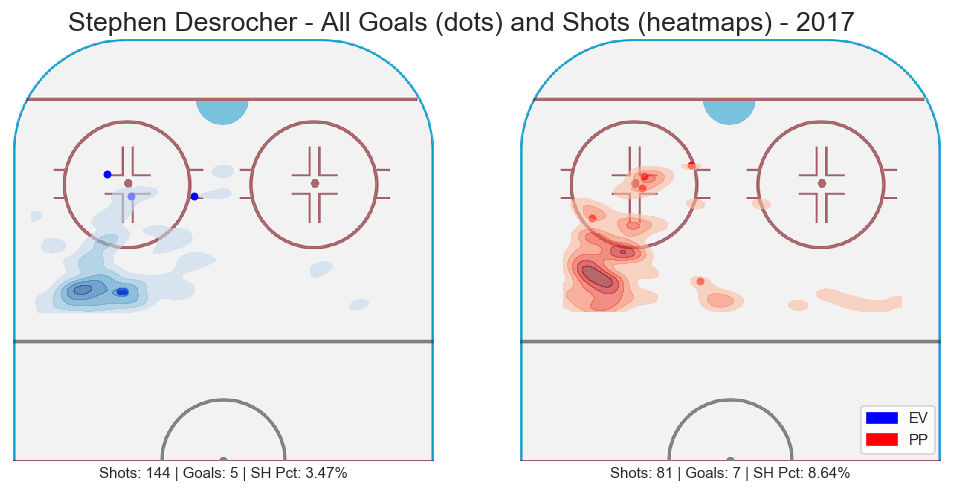 Stephen Desrocher - All Goals (dots) and Shots (heatmaps) - 2017
EV
PP
Shots: 144 | Goals: 5 | SH Pct: 3.47%
Shots: 81 | Goals: 7 | SH Pct: 8.64%